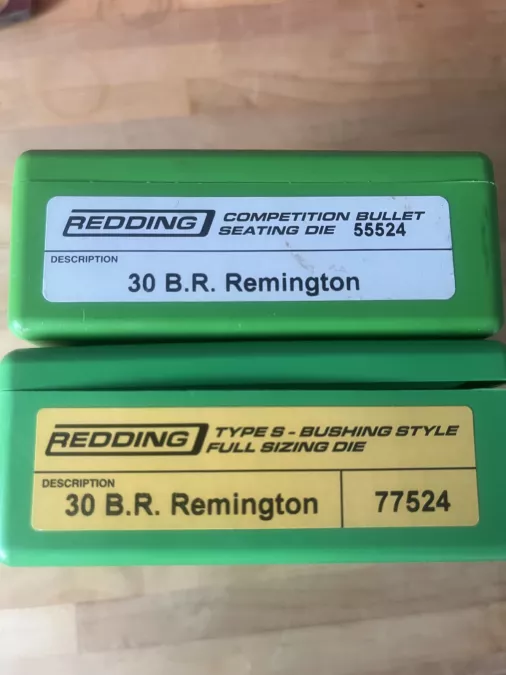 REDDING COMPETITION BULLET
SEATING DIE 55524
DESCRIPTION
30 B.R. Remington
REDDING TYPE S - BUSHING STYLE
FULL SIZING DIE
DESCRIPTION
30 B.R. Remington 77524